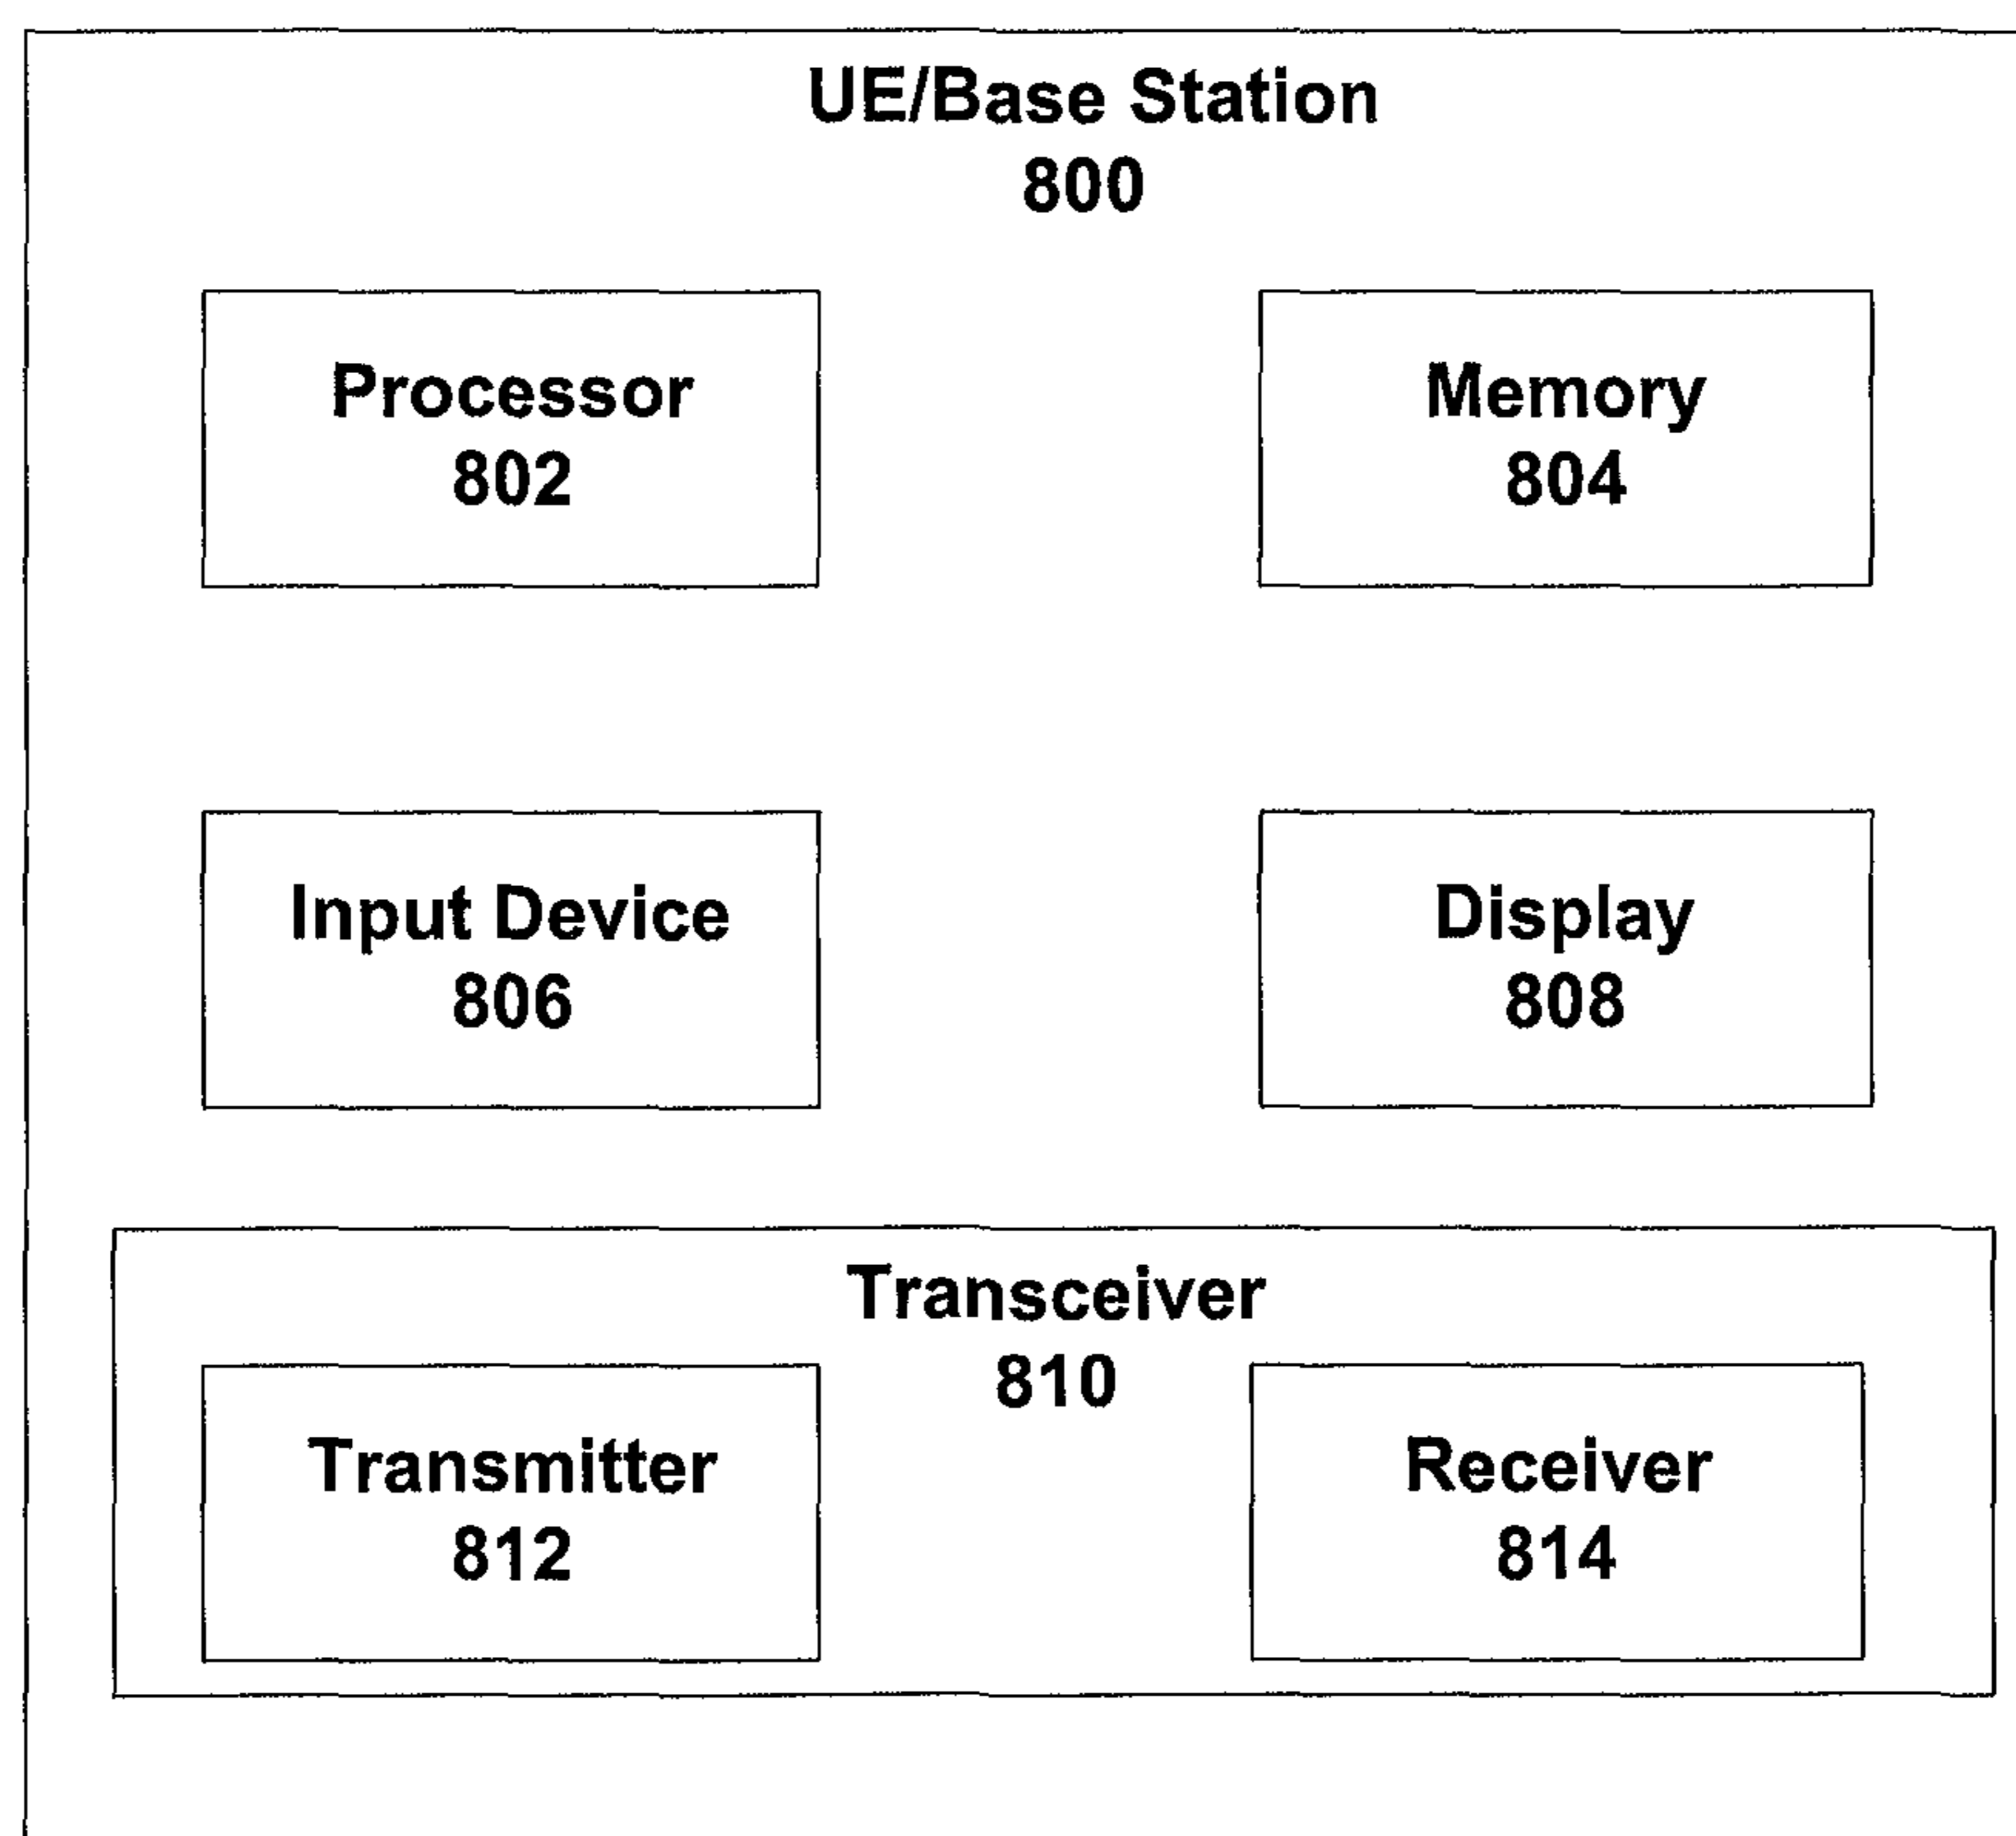 UE/Base Station
800
Processor
802
Memory
804
Input Device
806
Display
808
Transceiver
810
Transmitter
812
Receiver
814